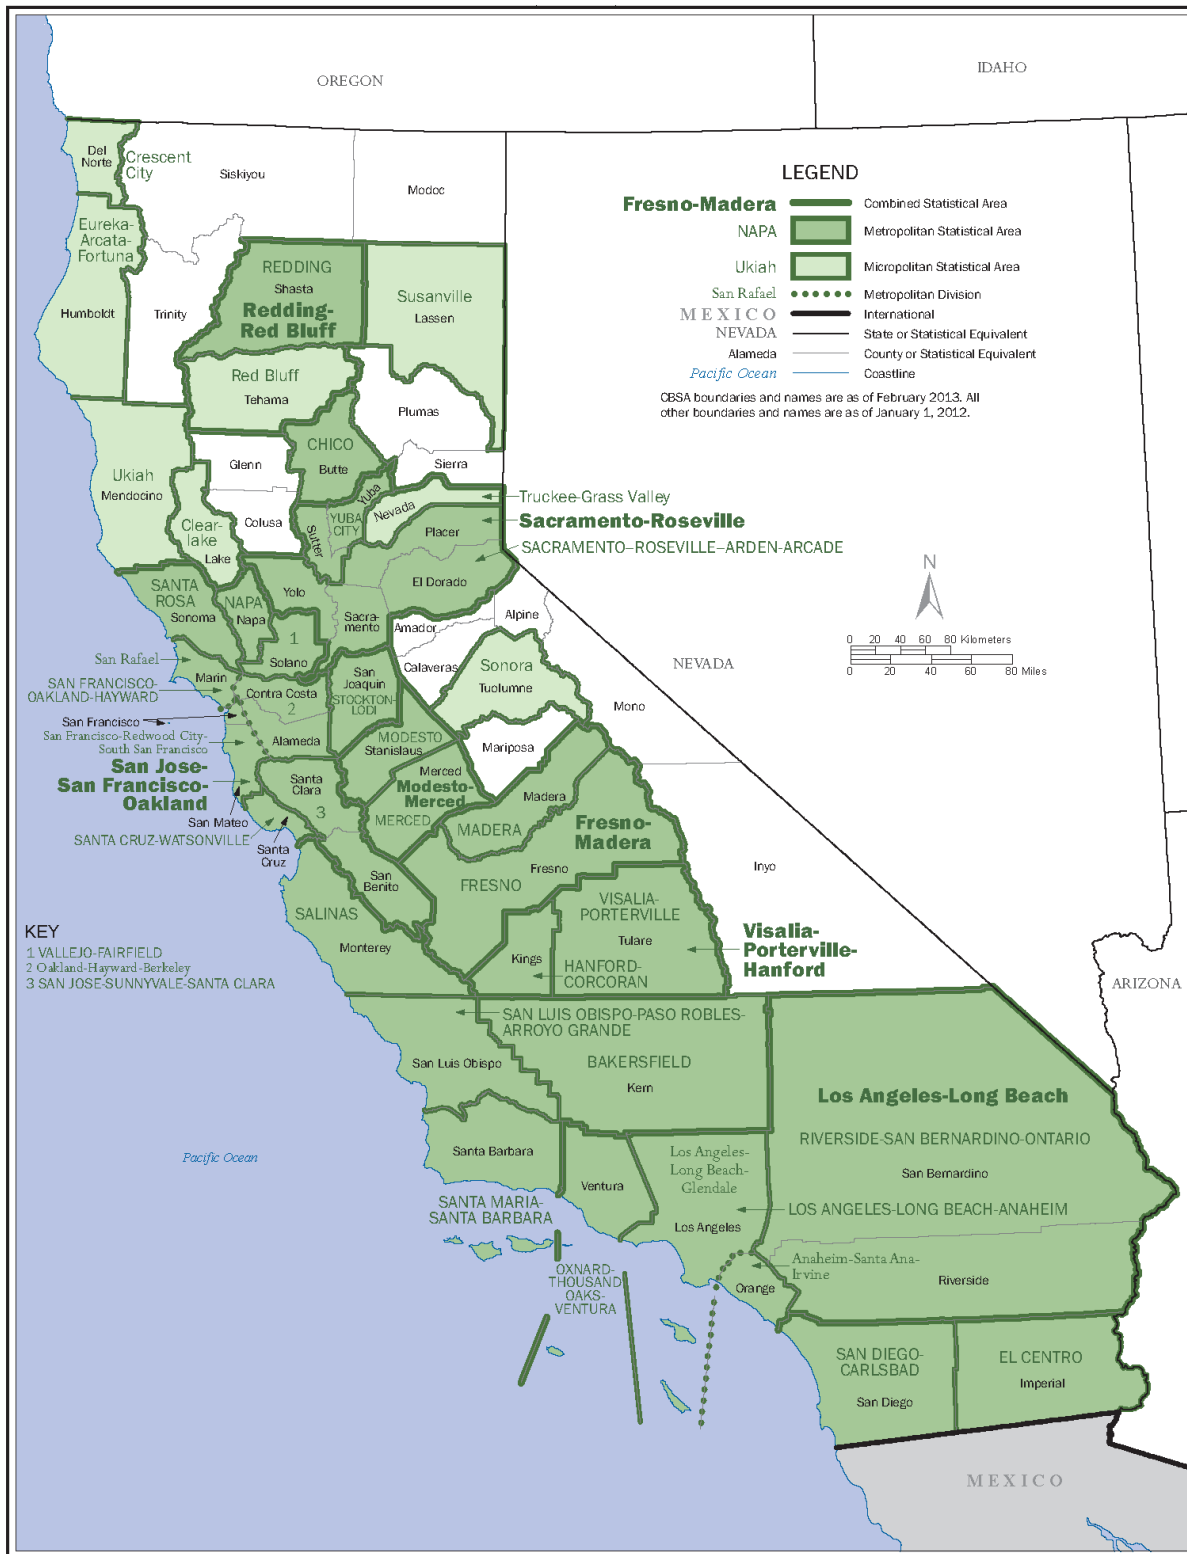 OREGON
IDAHO
LEGEND
Fresno-Madera
Combined Statistical Area
NAPA
Metropolitan Statistical Area
Ukiah
Micropolitan Statistical Area
San Rafael
Metropolitan Division
MEXICO
International
NEVADA
State or Statistical Equivalent
Alameda
County or Statistical Equivalent
Pacific Ocean
Coastline
CBSA boundaries and names are as of February 2013. All
other boundaries and names are as of January 1, 2012.
Del
Norte
Crescent
City
Siskiyou
Modoc
Eureka-
Arcata-
Fortuna
Humboldt
Trinity
REDDING
Shasta
Redding-
Red Bluff
Susanville
Lassen
Red Bluff
Tehama
Plumas
CHICO
Butte
Glenn
Sierra
Ukiah
Mendocino
Yuba
Nevada
Truckee-Grass Valley
Clear-
lake
Lake
Colusa
Sutter
YUBA
CITY
Placer
Sacramento-Roseville
SACRAMENTO–ROSEVILLE–ARDEN-ARCADE
El Dorado
SANTA
ROSA
Sonoma
NAPA
Napa
Yolo
Sacra-
mento
Amador
Alpine
1
Solano
San Rafael
Marin
Calaveras
Sonora
Tuolumne
NEVADA
N
0 20 40 60 80 Kilometers
0 20 40 60 80 Miles
SAN FRANCISCO-
OAKLAND-HAYWARD
Contra Costa
2
San
Joaquin
STOCKTON-
LODI
Mono
San Francisco
San Francisco-Redwood City-
South San Francisco
Alameda
MODESTO
Stanislaus
Mariposa
San Jose-
San Francisco-
Oakland
Santa
Clara
3
Merced
Modesto-
Merced
MERCED
Madera
MADERA
Fresno-
Madera
San Mateo
SANTA CRUZ-WATSONVILLE
Santa
Cruz
San
Benito
Fresno
FRESNO
Inyo
SALINAS
Monterey
VISALIA-
PORTERVILLE
Tulare
Visalia-
Porterville-
Hanford
Kings
HANFORD-
CORCORAN
KEY
1 VALLEJO-FAIRFIELD
2 Oakland-Hayward-Berkeley
3 SAN JOSE-SUNNYVALE-SANTA CLARA
ARIZONA
SAN LUIS OBISPO-PASO ROBLES-
ARROYO GRANDE
San Luis Obispo
BAKERSFIELD
Kern
Los Angeles-Long Beach
RIVERSIDE-SAN BERNARDINO-ONTARIO
San Bernardino
Pacific Ocean
Santa Barbara
SANTA MARIA-
SANTA BARBARA
Ventura
Los Angeles-
Long Beach-
Glendale
Los Angeles
LOS ANGELES-LONG BEACH-ANAHEIM
OXNARD-
THOUSAND
OAKS-
VENTURA
Anaheim-Santa Ana-
Irvine
Orange
Riverside
SAN DIEGO-
CARLSBAD
San Diego
EL CENTRO
Imperial
MEXICO